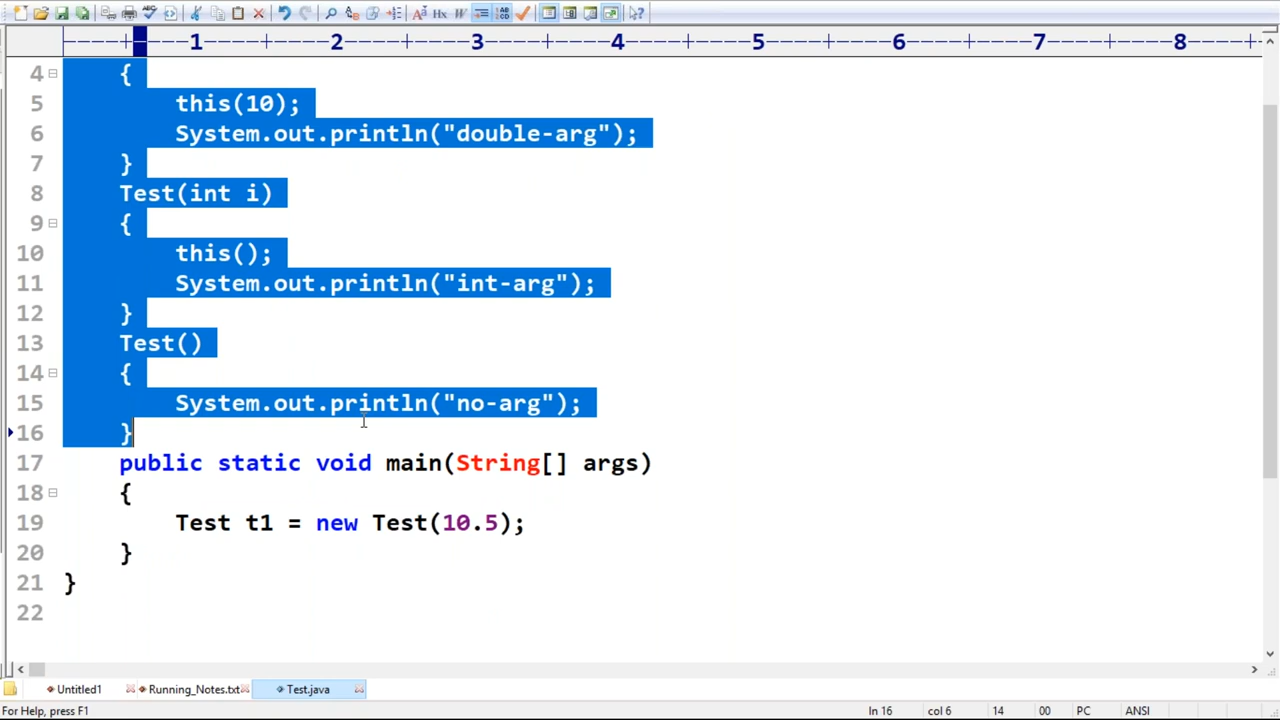 1 2 3 4 5 6 7 8
4 {
5 this(10);
6 System.out.println("double-arg");
7 }
8 Test(int i)
9 {
10 this();
11 System.out.println("int-arg");
12 }
13 Test()
14 {
15 System.out.println("no-arg");
16 }
17 public static void main(String[] args)
18 {
19 Test t1 = new Test(10.5);
20 }
21 }
22
Untitled1 Running_Notes.txt Test.java
For Help, press F1 ln 16 col 6 14 00 PC ANSI